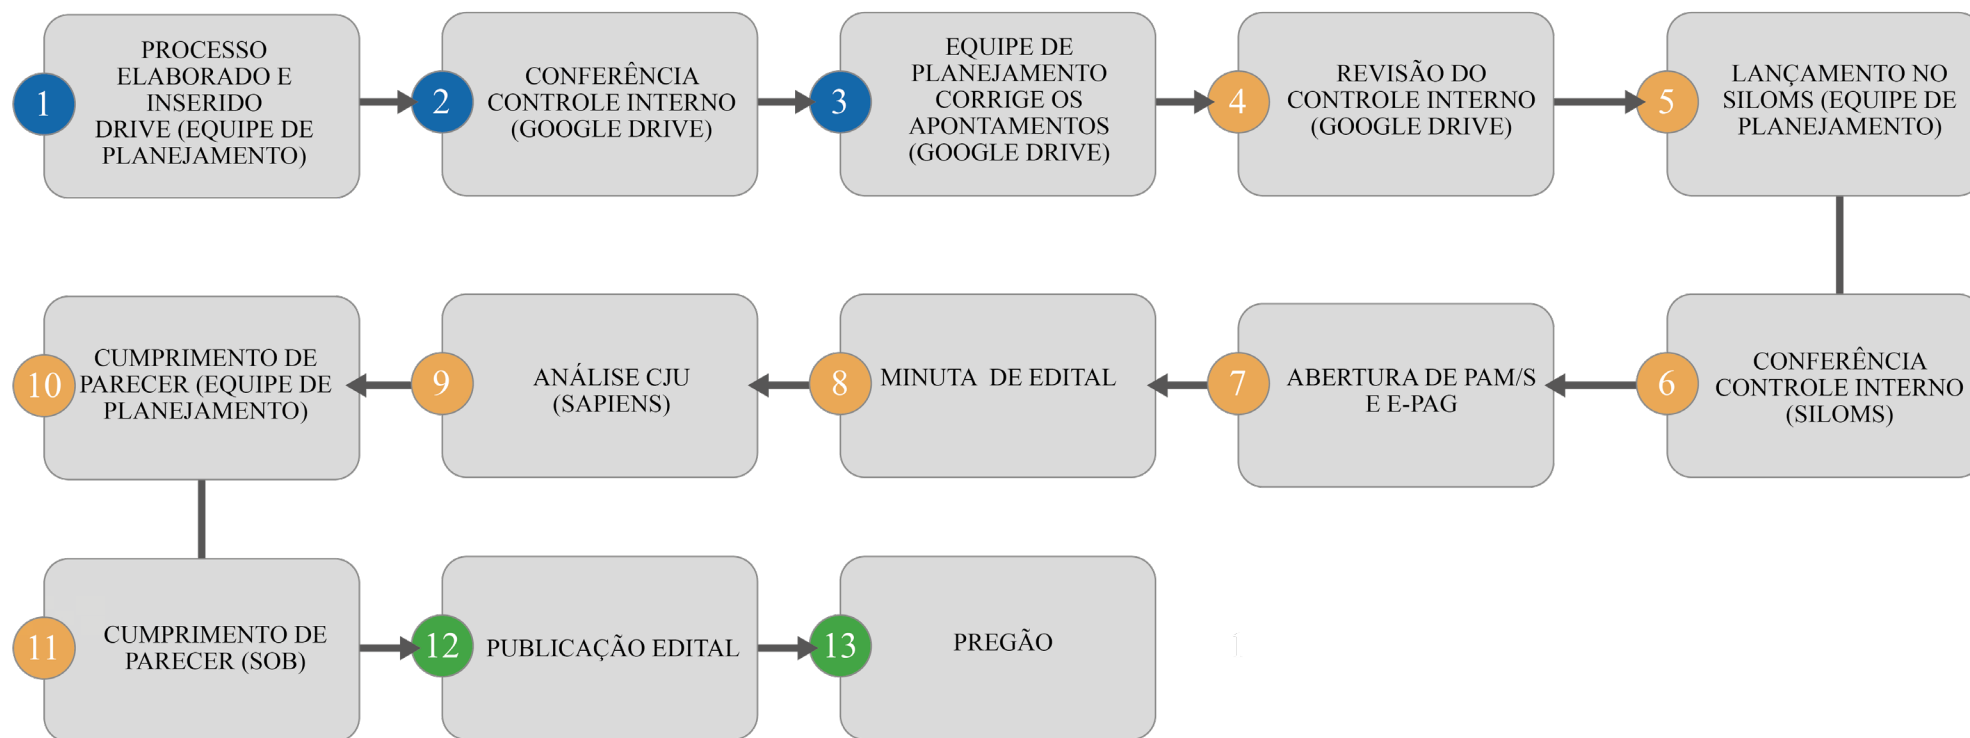 1
PROCESSO
ELABORADO E
INSERIDO
DRIVE (EQUIPE DE
PLANEJAMENTO)
2
CONFERÊNCIA
CONTROLE INTERNO
(GOOGLE DRIVE)
3
EQUIPE DE
PLANEJAMENTO
CORRIGE OS
APONTAMENTOS
(GOOGLE DRIVE)
4
REVISÃO DO
CONTROLE INTERNO
(GOOGLE DRIVE)
5
LANÇAMENTO NO
SILOMS (EQUIPE DE
PLANEJAMENTO)
6
CONFERÊNCIA
CONTROLE INTERNO
(SILOMS)
7
ABERTURA DE PAM/S
E E-PAG
8
MINUTA DE EDITAL
9
ANÁLISE CJU
(SAPIENS)
10
CUMPRIMENTO DE
PARECER (EQUIPE DE
PLANEJAMENTO)
11
CUMPRIMENTO DE
PARECER (SOB)
12
PUBLICAÇÃO EDITAL
13
PREGÃO